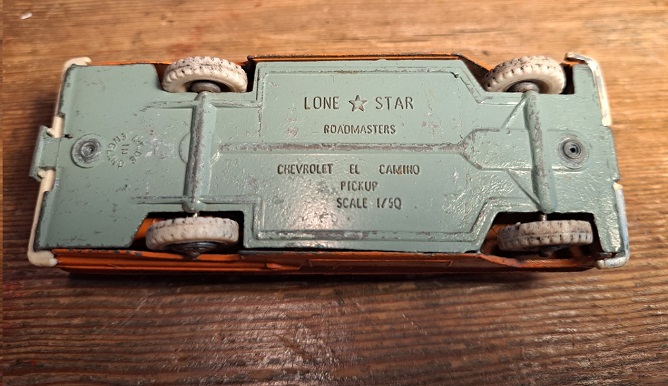 LONE ☆ STAR
ROADMASTERS
CHEVROLET EL CAMINO
PICKUP
SCALE 1/50